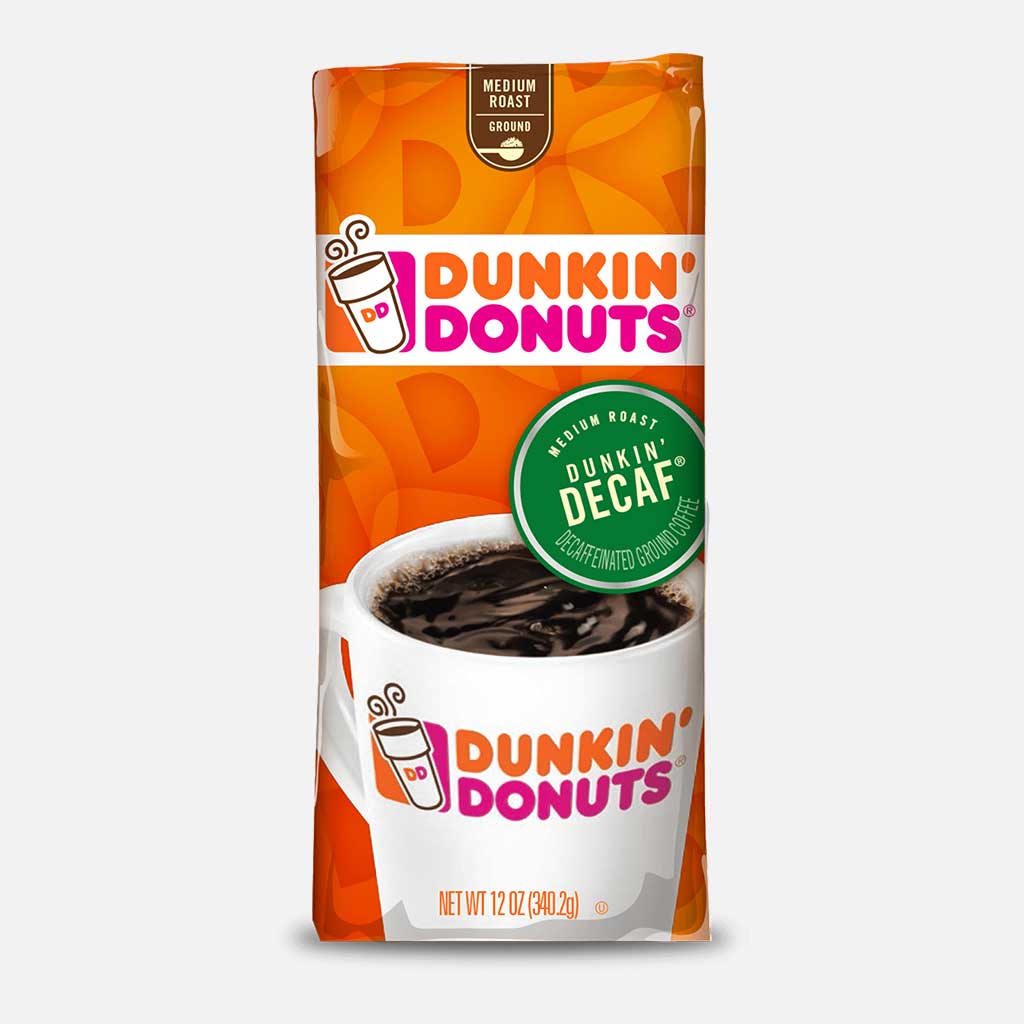 MEDIUM
ROAST
GROUND
DUNKIN'
DONUTS®
DD
MEDIUM ROAST
DUNKIN'
DECAF®
DECAFFEINATED GROUND COFFEE
DUNKIN'
DONUTS®
DD
NET WT 12 OZ (340.2g) Ⓤ